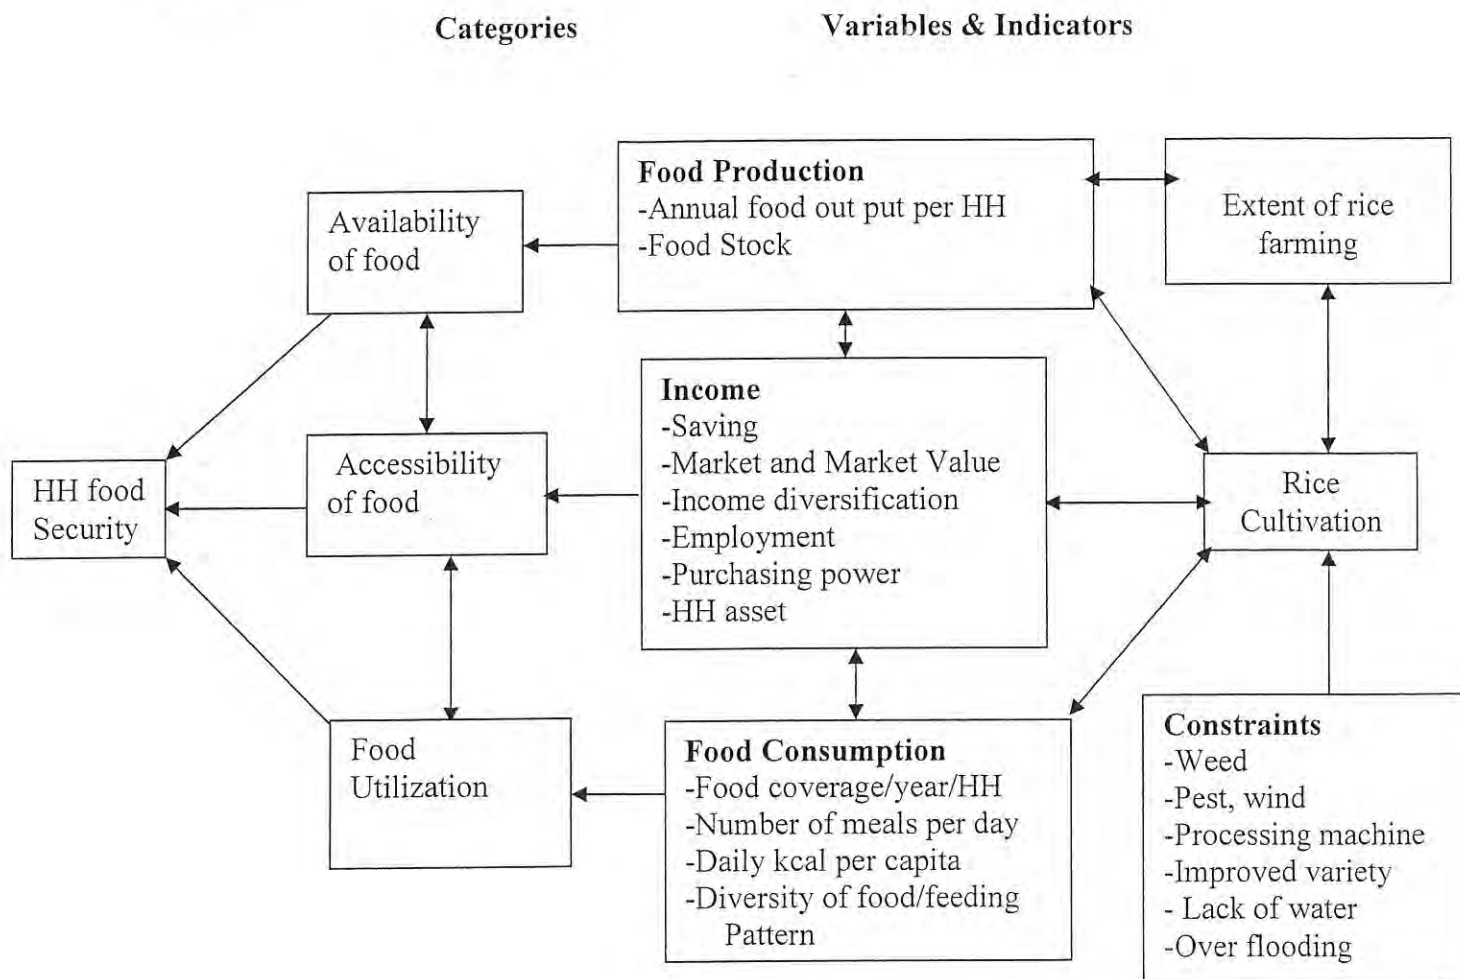 Categories
Variables & Indicators
Food Production
-Annual food out put per HH
-Food Stock
Extent of rice
farming
Availability
of food
Income
-Saving
-Market and Market Value
-Income diversification
-Employment
-Purchasing power
-HH asset
Accessibility
of food
HH food
Security
Rice
Cultivation
Food
Utilization
Food Consumption
-Food coverage/year/HH
-Number of meals per day
-Daily kcal per capita
-Diversity of food/feeding
Pattern
Constraints
-Weed
-Pest, wind
-Processing machine
-Improved variety
- Lack of water
-Over flooding